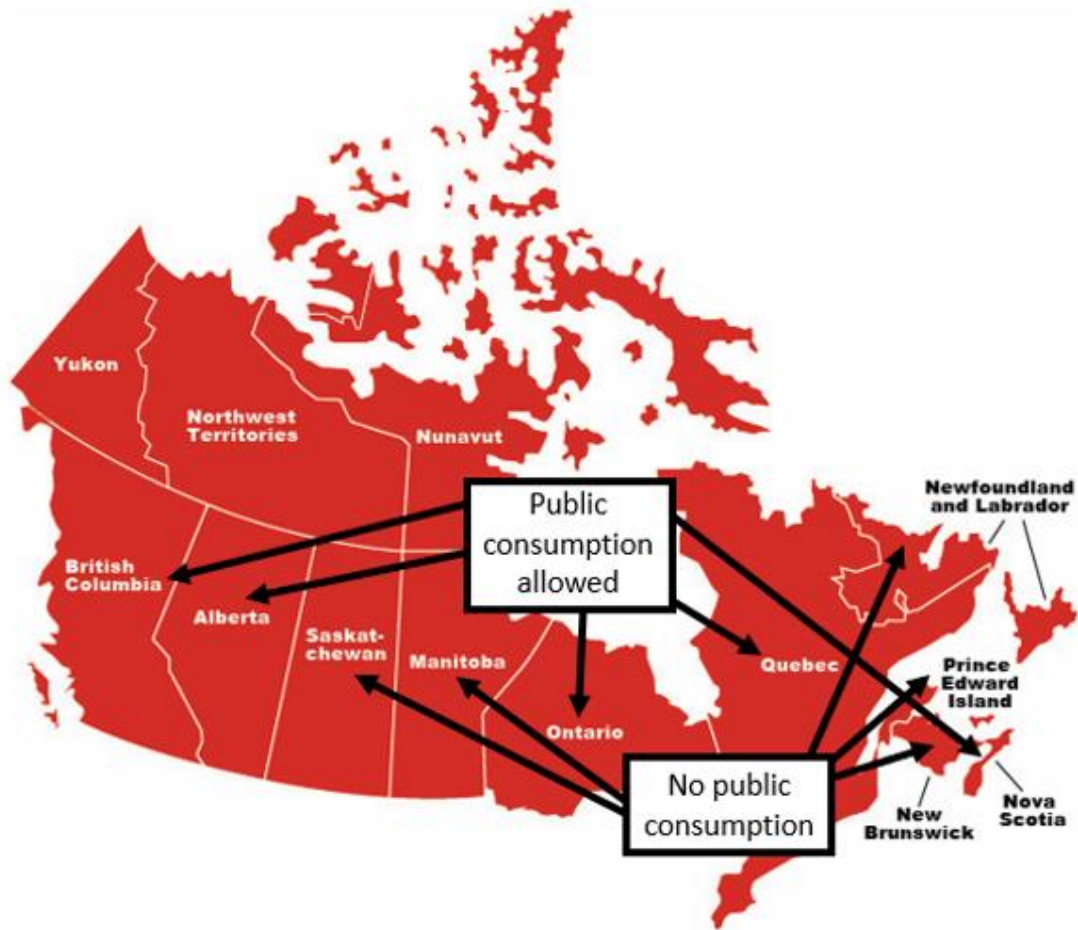 Yukon
Northwest
Territories
Nunavut
Public
consumption
allowed
Newfoundland
and Labrador
British
Columbia
Alberta
Saskat-
chewan
Manitoba
Ontario
Quebec
Prince
Edward
Island
No public
consumption
New
Brunswick
Nova
Scotia